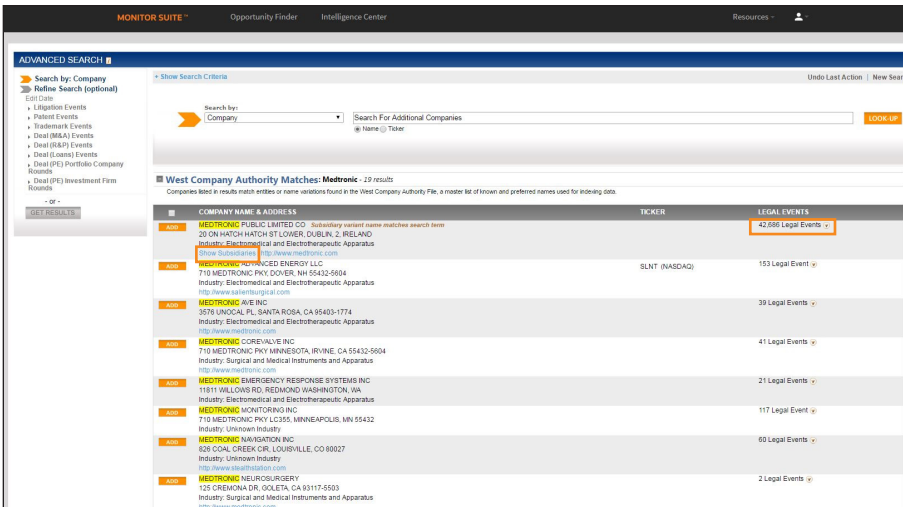 MONITOR SUITE™ Opportunity Finder Intelligence Center Resources
ADVANCED SEARCH
Search by: Company
Refine Search (optional)
Edit Date
Litigation Events
Patent Events
Trademark Events
Deal (M&A) Events
Deal (R&P) Events
Deal (Loans) Events
Deal (PE) Portfolio Company
Rounds
Deal (PE) Investment Firm
Rounds
- or -
GET RESULTS
+ Show Search Criteria Undo Last Action | New Sear
Search by:
Company Search For Additional Companies LOOK-UP
Name Ticker
West Company Authority Matches: Medtronic - 19 results
Companies listed in results match entities or name variations found in the West Company Authority File, a master list of known and preferred names used for indexing data.
COMPANY NAME & ADDRESS TICKER LEGAL EVENTS
ADD MEDTRONIC PUBLIC LIMITED CO Subsidiary variant name matches search term 42,686 Legal Events
20 ON HATCH HATCH ST LOWER, DUBLIN, 2, IRELAND
Industry: Electromedical and Electrotherapeutic Apparatus
Show Subsidiaries http://www.medtronic.com
ADD MEDTRONIC ADVANCED ENERGY LLC SLNT (NASDAQ) 153 Legal Event
710 MEDTRONIC PKY, DOVER, NH 55432-5604
Industry: Electromedical and Electrotherapeutic Apparatus
http://www.salientsurgical.com
ADD MEDTRONIC AVE INC 39 Legal Events
3576 UNOCAL PL, SANTA ROSA, CA 95403-1774
Industry: Electromedical and Electrotherapeutic Apparatus
http://www.medtronic.com
ADD MEDTRONIC COREVALVE INC 41 Legal Events
710 MEDTRONIC PKY MINNESOTA, IRVINE, CA 55432-5604
Industry: Surgical and Medical Instruments and Apparatus
http://www.medtronic.com
ADD MEDTRONIC EMERGENCY RESPONSE SYSTEMS INC 21 Legal Events
11811 WILLOWS RD, REDMOND WASHINGTON, WA
Industry: Electromedical and Electrotherapeutic Apparatus
ADD MEDTRONIC MONITORING INC 117 Legal Event
710 MEDTRONIC PKY LC355, MINNEAPOLIS, MN 55432
Industry: Unknown Industry
ADD MEDTRONIC NAVIGATION INC 60 Legal Events
826 COAL CREEK CIR, LOUISVILLE, CO 80027
Industry: Unknown Industry
http://www.stealthstation.com
ADD MEDTRONIC NEUROSURGERY 2 Legal Events
125 CREMONA DR, GOLETA, CA 93117-5503
Industry: Surgical and Medical Instruments and Apparatus